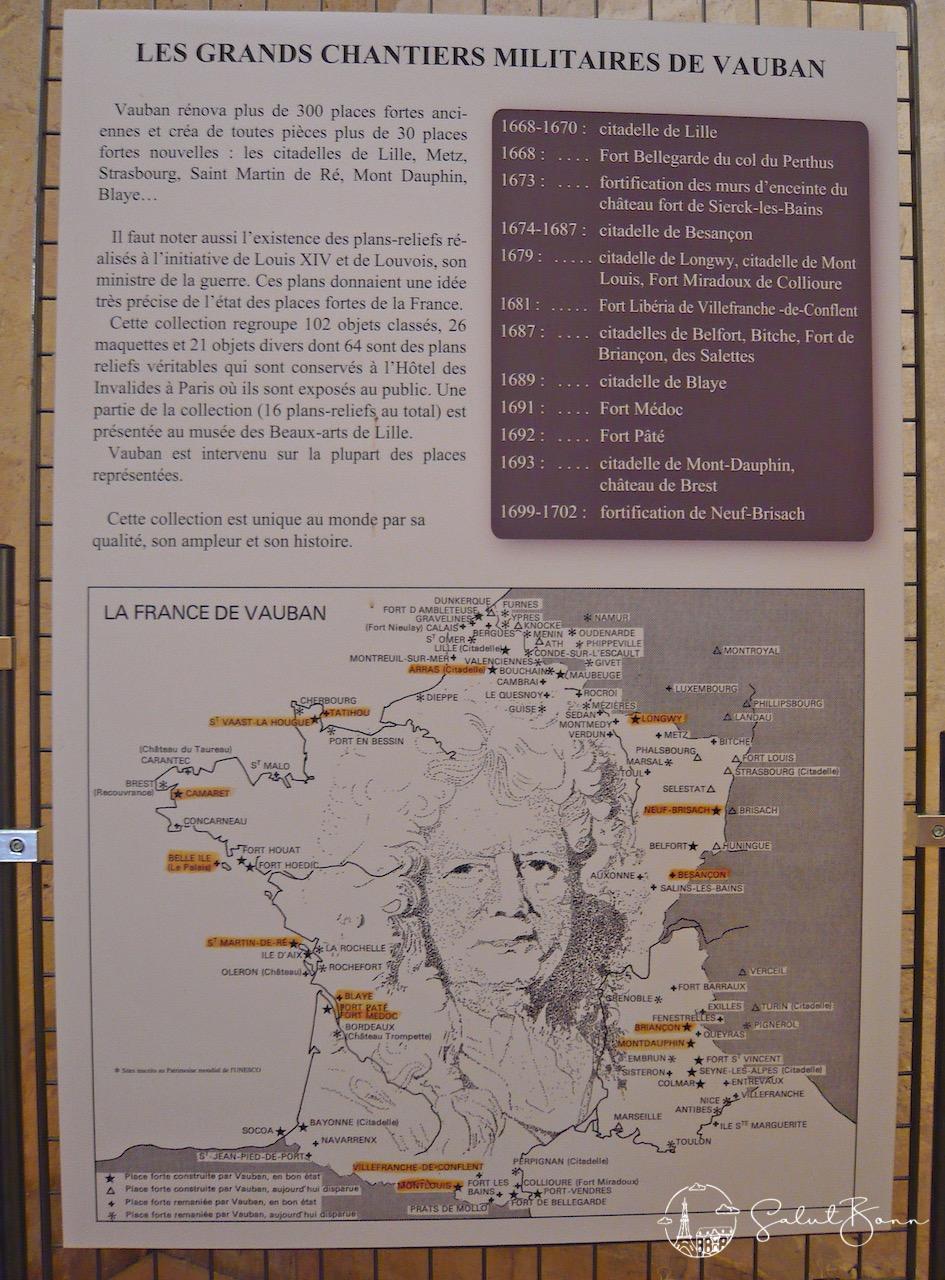 LES GRANDS CHANTIERS MILITAIRES DE VAUBAN
Vauban rénova plus de 300 places fortes anci-
ennes et créa de toutes pièces plus de 30 places
fortes nouvelles : les citadelles de Lille, Metz,
Strasbourg, Saint Martin de Ré, Mont Dauphin,
Blaye…
Il faut noter aussi l’existence des plans-reliefs ré-
alisés à l’initiative de Louis XIV et de Louvois, son
ministre de la guerre. Ces plans donnaient une idée
très précise de l’état des places fortes de la France.
Cette collection regroupe 102 objets classés, 26
maquettes et 21 objets divers dont 64 sont des plans
reliefs véritables qui sont conservés à l’Hôtel des
Invalides à Paris où ils sont exposés au public. Une
partie de la collection (16 plans-reliefs au total) est
présentée au musée des Beaux-arts de Lille.
Vauban est intervenu sur la plupart des places
représentées.
Cette collection est unique au monde par sa
qualité, son ampleur et son histoire.
1668-1670 : citadelle de Lille
1668 : .... Fort Bellegarde du col du Perthus
1673 : .... fortification des murs d’enceinte du
château fort de Sierck-les-Bains
1674-1687 : citadelle de Besançon
1679 : ..... citadelle de Longwy, citadelle de Mont
Louis, Fort Miradoux de Collioure
1681 : ..... Fort Libéria de Villefranche -de-Conflent
1687 : .... citadelles de Belfort, Bitche, Fort de
Briançon, des Salettes
1689 : .... citadelle de Blaye
1691 : .... Fort Médoc
1692 : .... Fort Pâté
1693 : .... citadelle de Mont-Dauphin,
château de Brest
1699-1702 : fortification de Neuf-Brisach
LA FRANCE DE VAUBAN
DUNKERQUE
FURNES
FORT D AMBLETEUSE
GRAVELINES
YPRES
NAMUR
(Fort Nieulay) CALAIS
KNOCKE
BERGUES
MENIN
OUDENARDE
ST OMER
ATH
PHIPPEVILLE
LILLE (Citadelle)
CONDE-SUR-L'ESCAULT
MONTROYAL
MONTREUIL-SUR-MER
VALENCIENNES
GIVET
ARRAS (Citadelle)
BOUCHAIN
MAUBEUGE
CAMBRAI
LUXEMBOURG
LE QUESNOY
ROCROI
DIEPPE
CHERBOURG
GUISE
MÉZIÈRES
PHILLIPSBOURG
TATIHOU
SEDAN
ST VAAST-LA HOUGUE
MONTMEDY
LONGWY
LANDAU
VERDUN
METZ
BITCHE
PORT EN BESSIN
(Château du Taureau)
CARANTEC
PHALSBOURG
MARSAL
FORT LOUIS
ST MALO
TOUL
STRASBOURG (Citadelle)
BREST
(Recouvrance)
CAMARET
SELESTAT
NEUF-BRISACH
BRISACH
CONCARNEAU
BELFORT
HUNINGUE
FORT HOUAT
BELLE ILE
(Le Palais)
FORT HOEDIC
AUXONNE
BESANÇON
SALINS-LES-BAINS
ST MARTIN-DE-RÉ
LA ROCHELLE
ILE D'AIX
OLERON (Château)
ROCHEFORT
VERCEIL
FORT BARRAUX
BLAYE
FORT PATÉ
FORT MEDOC
GRENOBLE
EXILLES
TURIN (Citadelle)
FENESTRELLES
BORDEAUX
(Château Trompette)
BRIANÇON
PIGNEROL
QUEYRAS
MONTDAUPHIN
EMBRUN
FORT ST VINCENT
SISTERON
SEYNE-LES-ALPES (Citadelle)
COLMAR
ENTREVAUX
VILLEFRANCHE
NICE
ANTIBES
MARSEILLE
ILE STE MARGUERITE
TOULON
✻ Sites inscrits au Patrimoine mondial de l'UNESCO
SOCOA
BAYONNE (Citadelle)
NAVARRENX
ST JEAN-PIED-DE-PORT
VILLEFRANCHE-DE-CONFLENT
PERPIGNAN (Citadelle)
MONTLOUIS
FORT LES
BAINS
COLLIOURE (Fort Miradoux)
PORT-VENDRES
FORT DE BELLEGARDE
PRATS DE MOLLO
★ Place forte construite par Vauban, en bon état
△ Place forte construite par Vauban, aujourd'hui disparue
+ Place forte remaniée par Vauban, en bon état
✻ Place forte remaniée par Vauban, aujourd'hui disparue
Salut Bonn